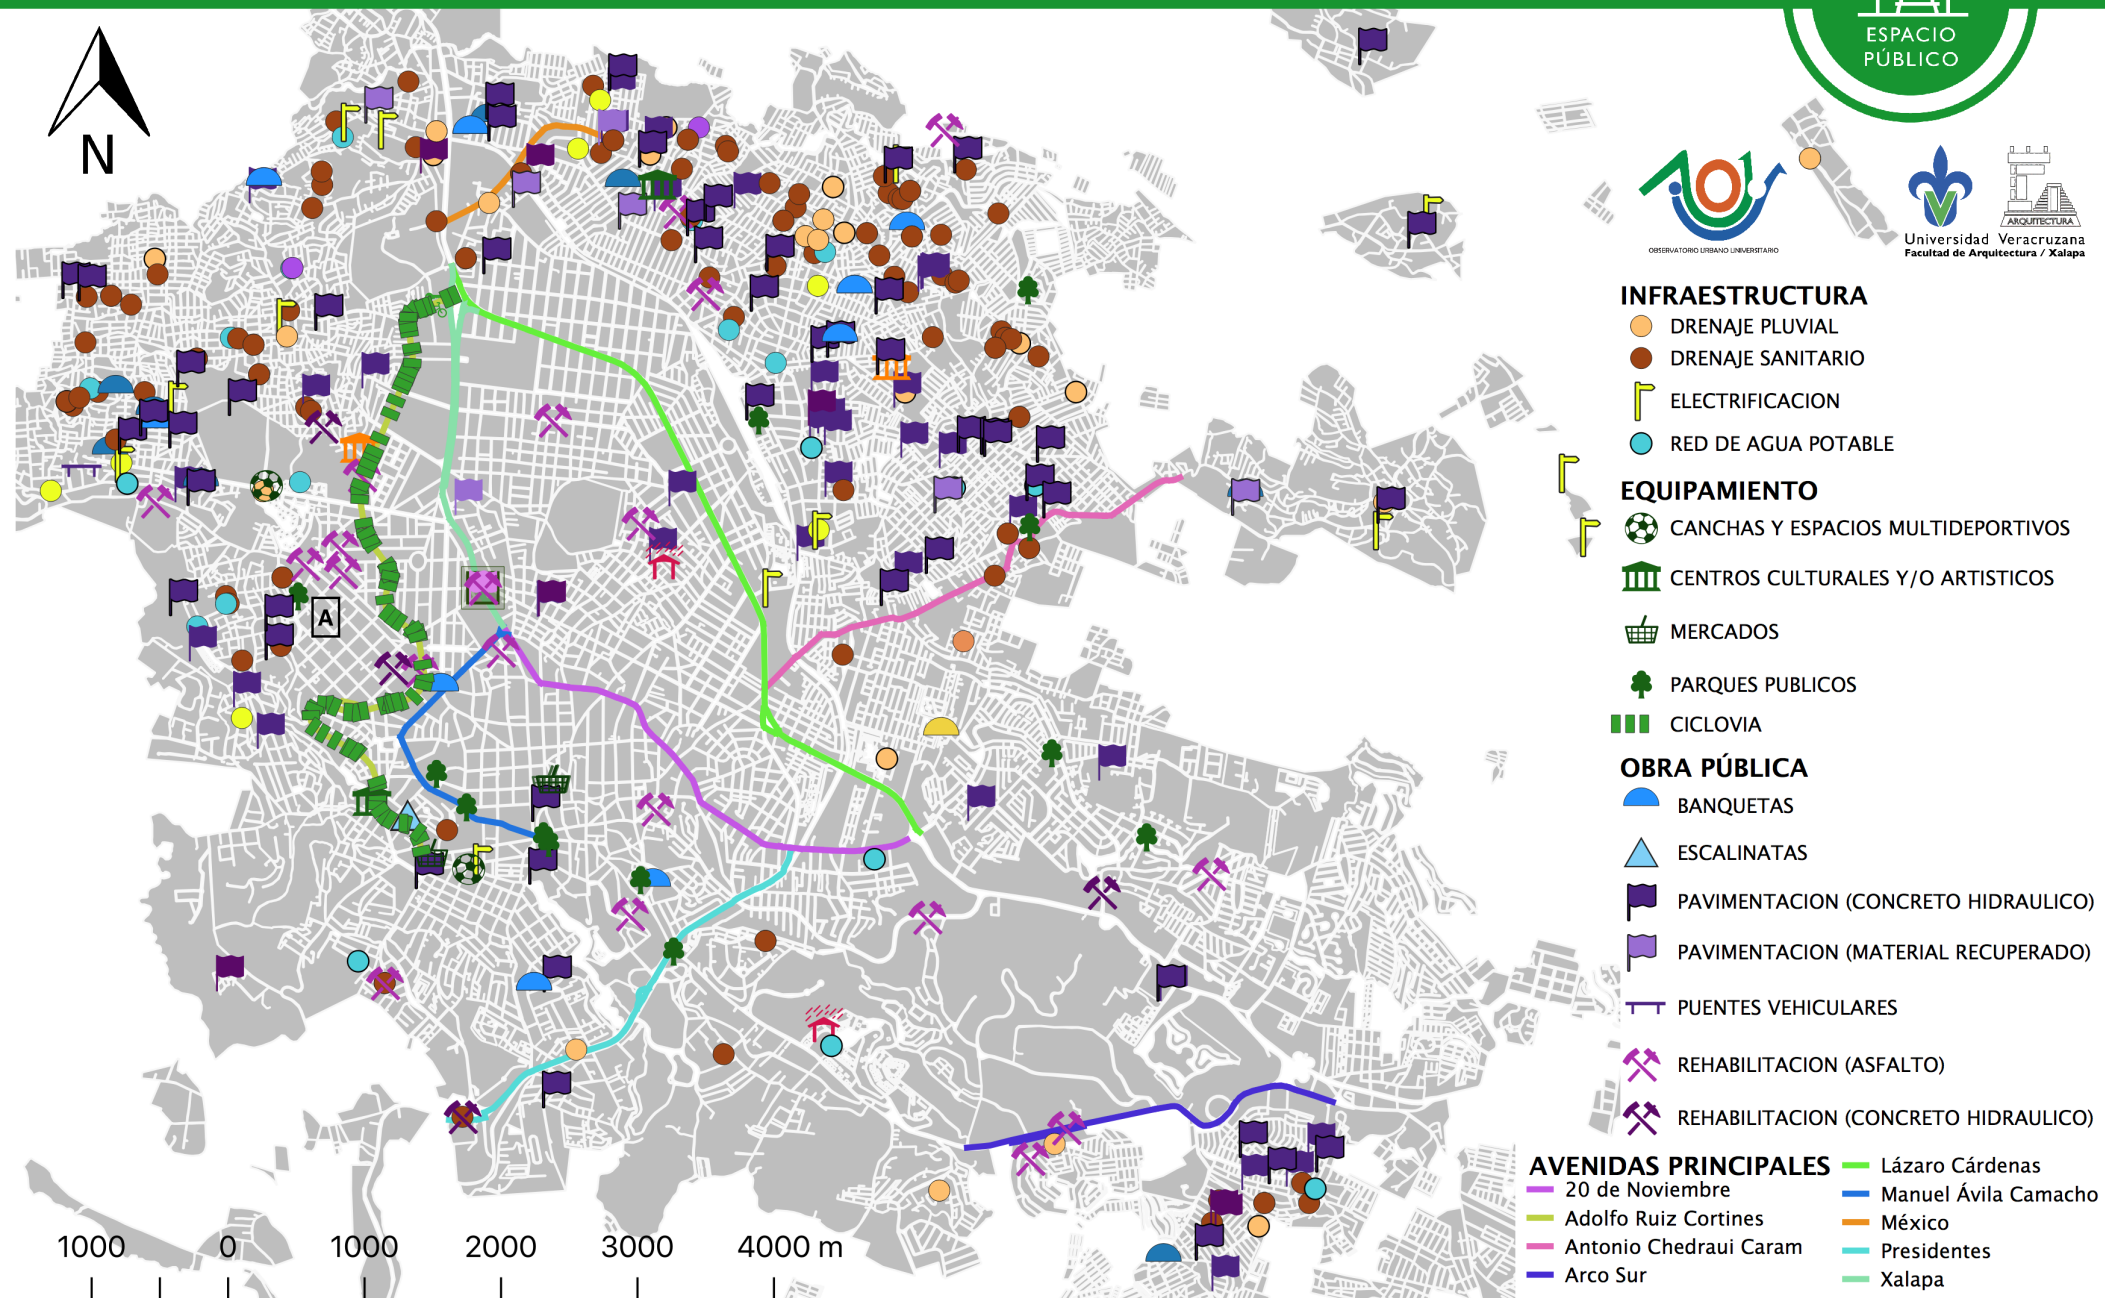 ESPACIO
PÚBLICO
N
OBSERVATORIO URBANO UNIVERSITARIO
ARQUITECTURA
Universidad Veracruzana
Facultad de Arquitectura / Xalapa
INFRAESTRUCTURA
DRENAJE PLUVIAL
DRENAJE SANITARIO
ELECTRIFICACION
RED DE AGUA POTABLE
EQUIPAMIENTO
CANCHAS Y ESPACIOS MULTIDEPORTIVOS
CENTROS CULTURALES Y/O ARTISTICOS
MERCADOS
PARQUES PUBLICOS
CICLOVIA
OBRA PÚBLICA
BANQUETAS
ESCALINATAS
PAVIMENTACION (CONCRETO HIDRAULICO)
PAVIMENTACION (MATERIAL RECUPERADO)
PUENTES VEHICULARES
REHABILITACION (ASFALTO)
REHABILITACION (CONCRETO HIDRAULICO)
AVENIDAS PRINCIPALES
20 de Noviembre
Adolfo Ruiz Cortines
Antonio Chedraui Caram
Arco Sur
Lázaro Cárdenas
Manuel Ávila Camacho
México
Presidentes
Xalapa
A
1000 0 1000 2000 3000 4000 m